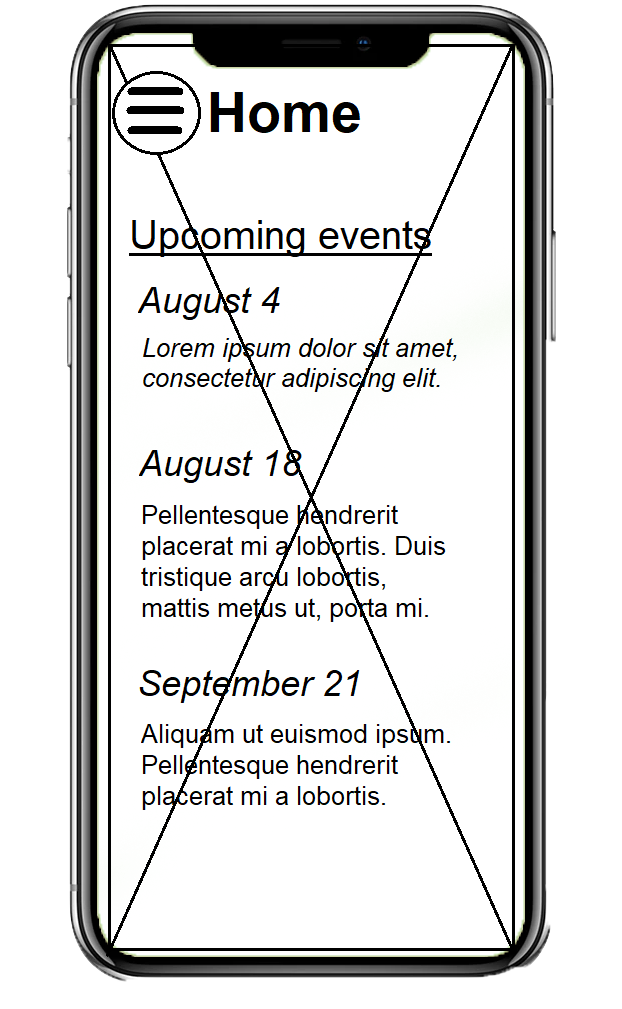 Home
Upcoming events
August 4
Lorem ipsum dolor sit amet,
consectetur adipiscing elit.
August 18
Pellentesque hendrerit
placerat mi a lobortis. Duis
tristique arcu lobortis,
mattis metus ut, porta mi.
September 21
Aliquam ut euismod ipsum.
Pellentesque hendrerit
placerat mi a lobortis.